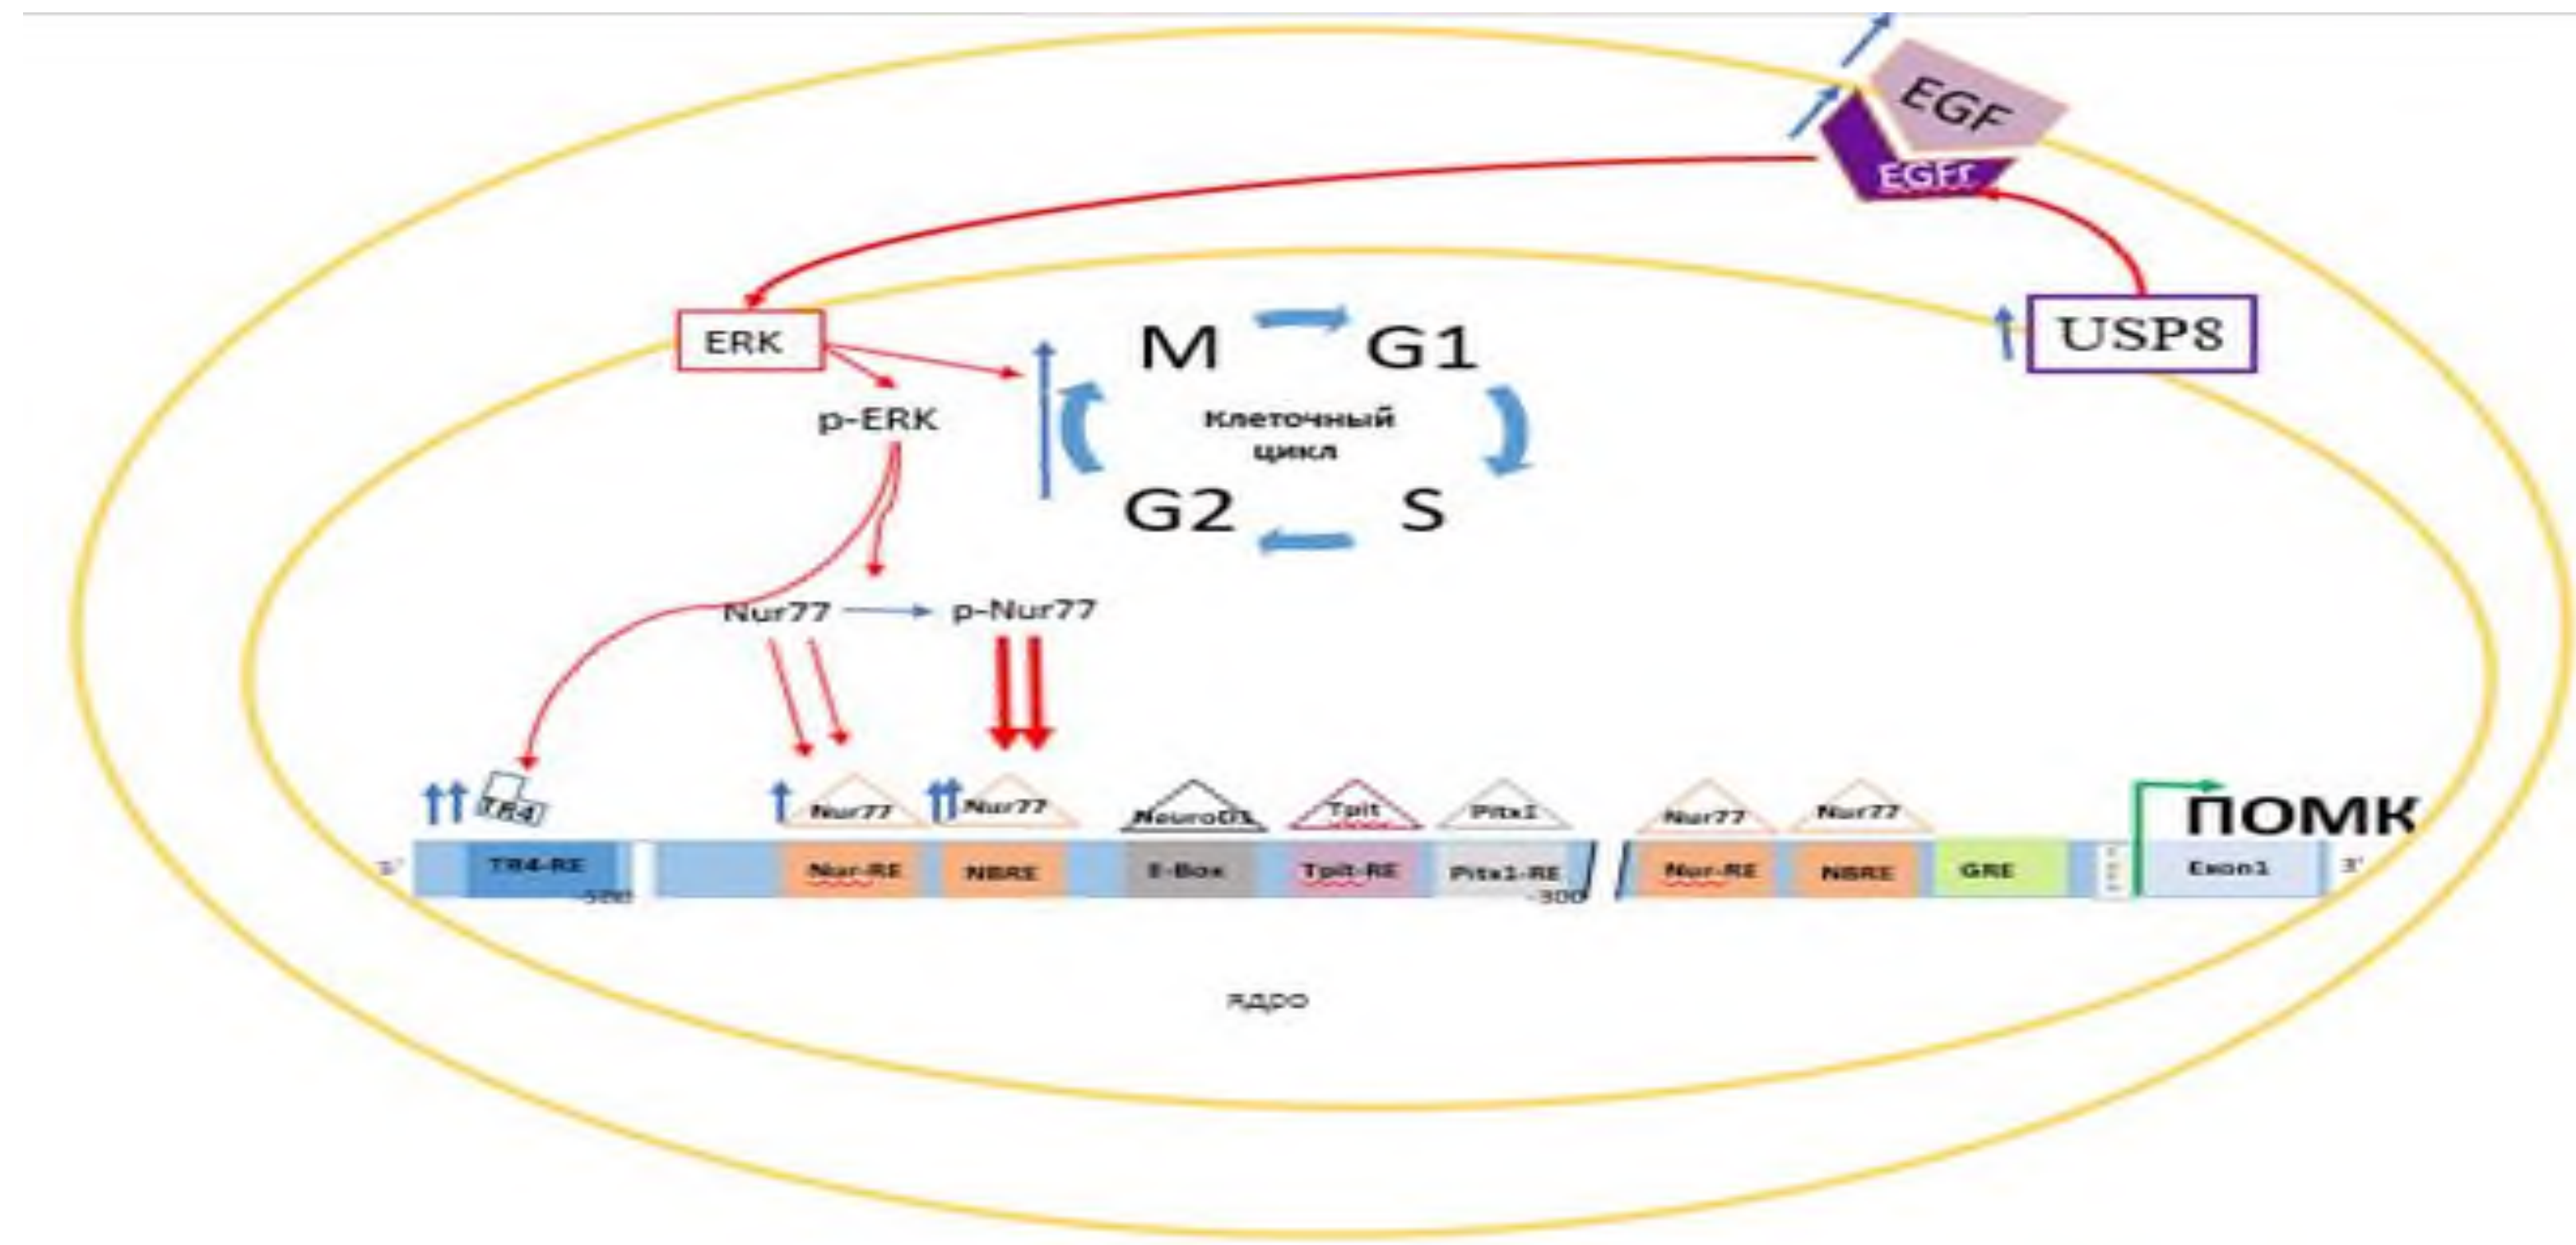 EGF
EGFr
ERK
USP8
M
G1
p-ERK
Клеточный
цикл
G2
S
Nur77
p-Nur77
TR4
Nur77
Nur77
NeuroD1
Tpit
Pitx1
Nur77
Nur77
ПОМК
5'
TR4-RE
Nur-RE
NBRE
E-Box
Tpit-RE
Pitx1-RE
Nur-RE
NBRE
GRE
Exon1
3'
-500
-300
ядро